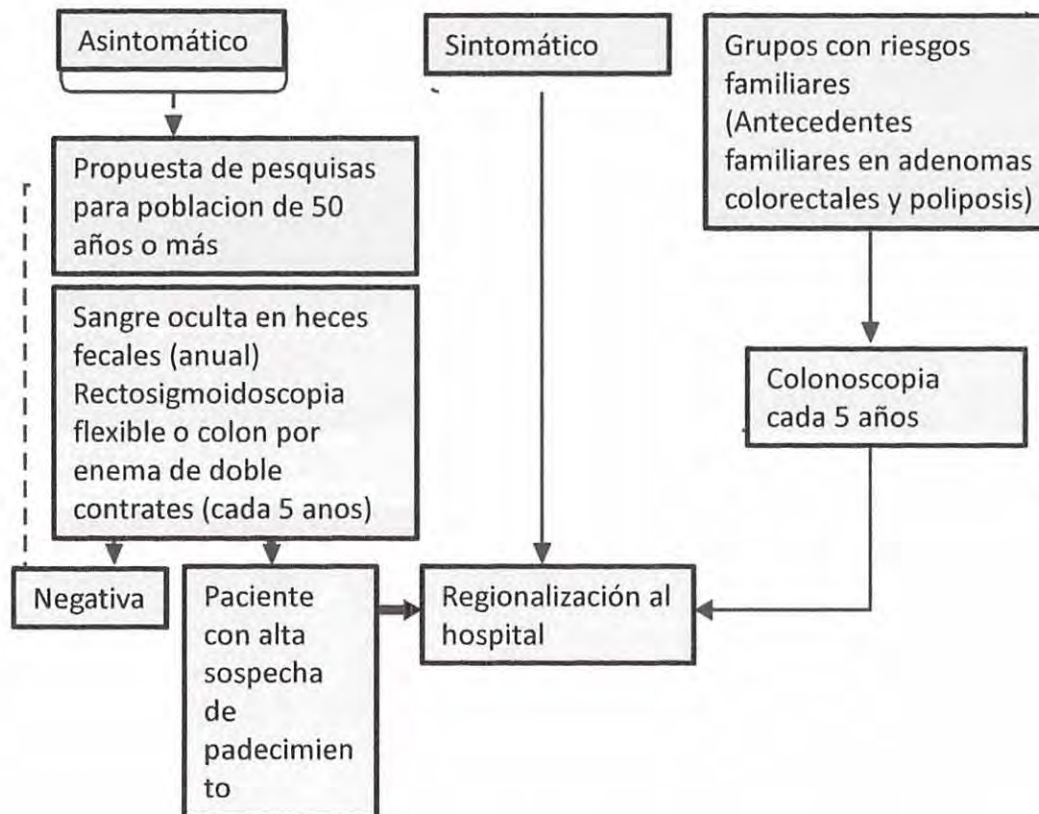 Asintomático
Sintomático
Grupos con riesgos
familiares
(Antecedentes
familiares en adenomas
colorectales y poliposis)
Propuesta de pesquisas
para poblacion de 50
años o más
Sangre oculta en heces
fecales (anual)
Rectosigmoidoscopia
flexible o colon por
enema de doble
contrates (cada 5 anos)
Colonoscopia
cada 5 años
Negativa
Paciente
con alta
sospecha
de
padecimien
to
Regionalización al
hospital